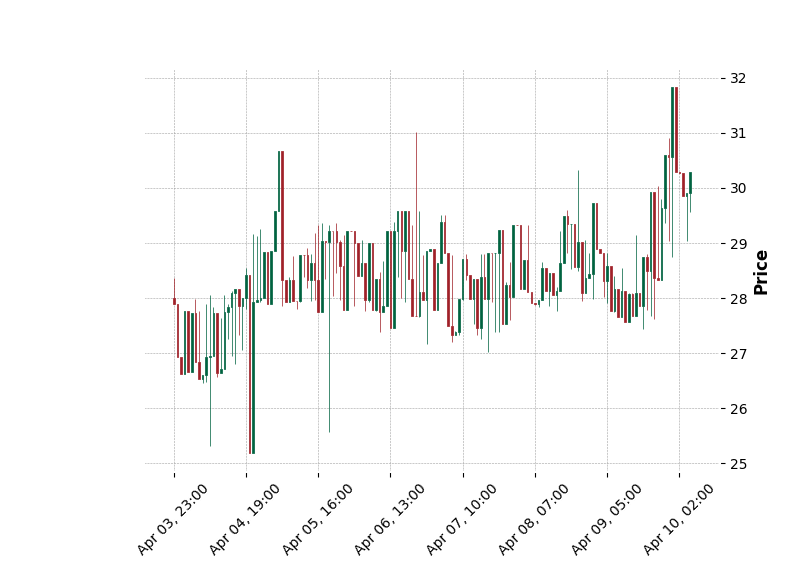 32
31
30
29
28
27
26
25
Price
Apr 03, 23:00
Apr 04, 19:00
Apr 05, 16:00
Apr 06, 13:00
Apr 07, 10:00
Apr 08, 07:00
Apr 09, 05:00
Apr 10, 02:00